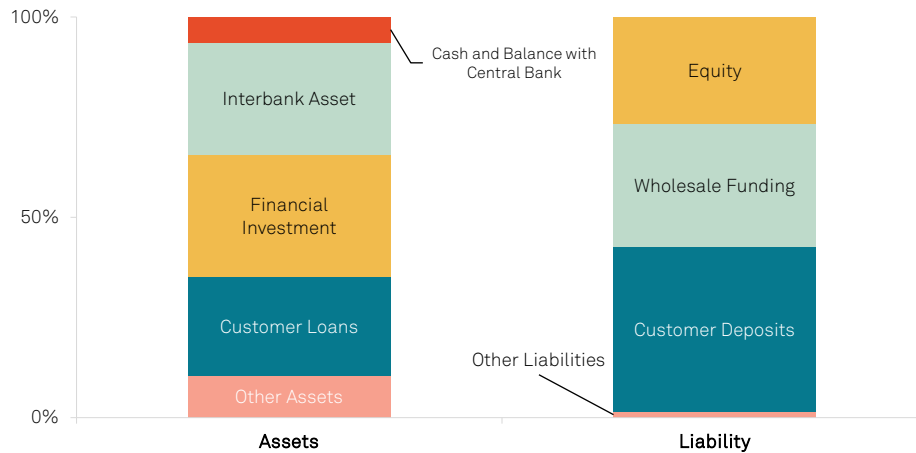 100%
Cash and Balance with
Central Bank
Equity
Interbank Asset
Wholesale Funding
Financial
Investment
50%
Customer Loans
Customer Deposits
Other Liabilities
Other Assets
0%
Assets
Liability